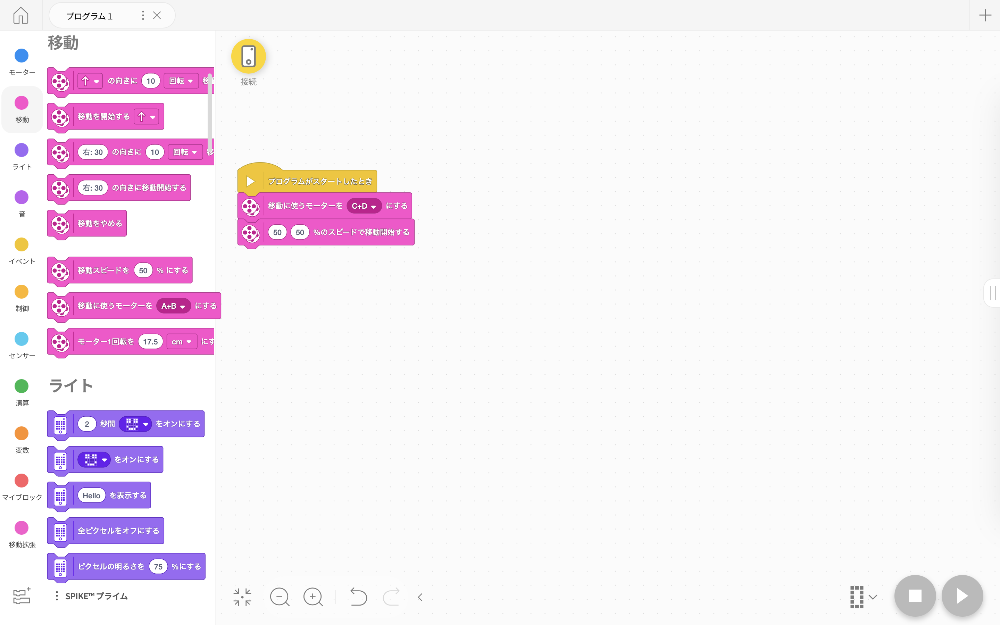 プログラム 1
モーター
移動
ライト
音
イベント
制御
センサー
演算
変数
マイブロック
移動拡張
移動
の向きに 10 回転 移動
移動を開始する
右: 30 の向きに 10 回転 移
右: 30 の向きに移動開始する
移動をやめる
移動スピードを 50 % にする
移動に使うモーターを A+B にする
モーター1回転を 17.5 cm にす
ライト
2 秒間 をオンにする
をオンにする
Hello を表示する
全ピクセルをオフにする
ピクセルの明るさを 75 %にする
SPIKE™ プライム
接続
プログラムがスタートしたとき
移動に使うモーターを C+D にする
50 50 %のスピードで移動開始する
0